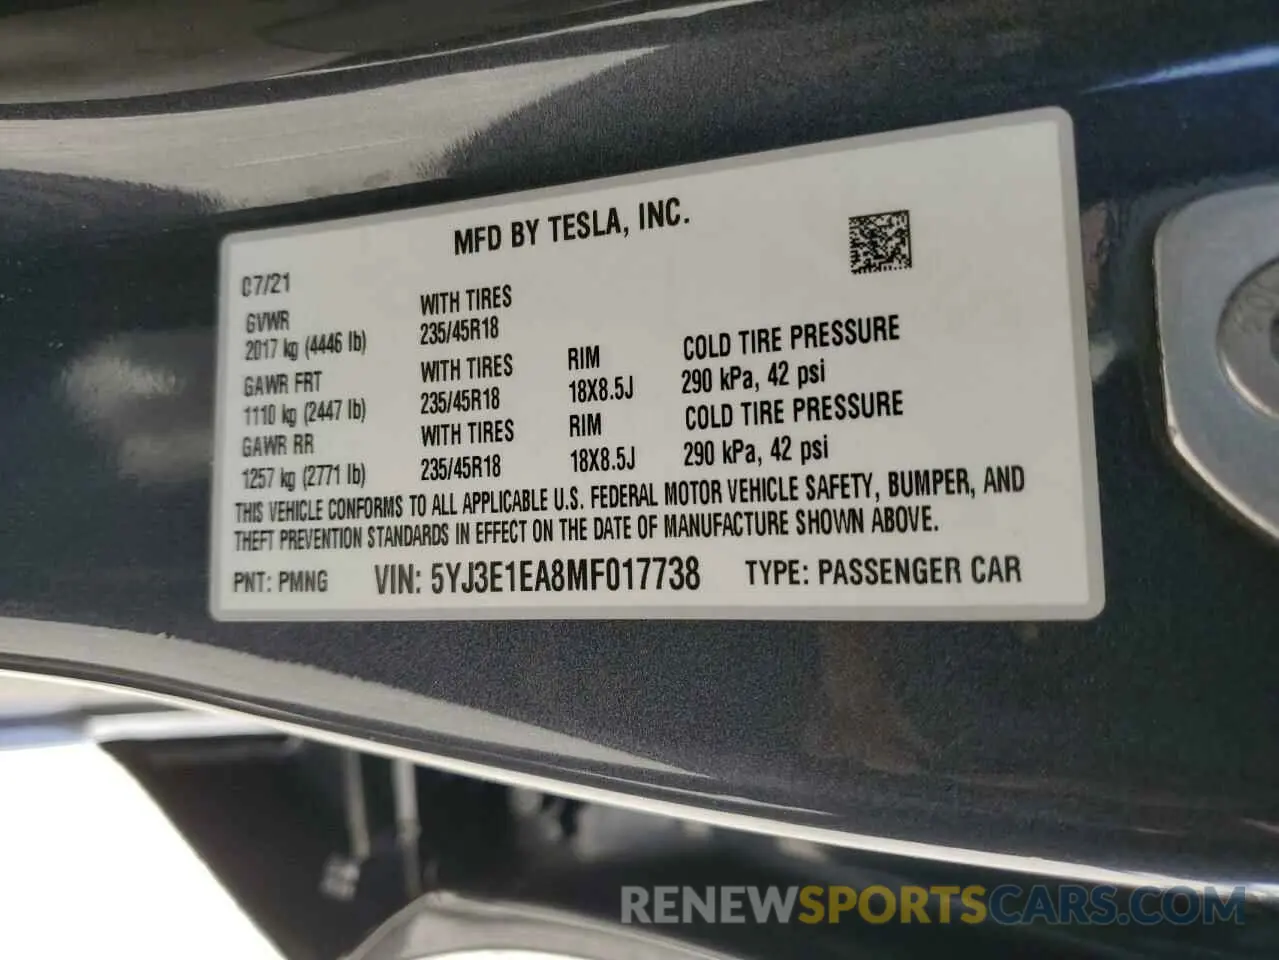 MFD BY TESLA, INC.
07/21
GVWR WITH TIRES
2017 kg (4446 lb) 235/45R18
GAWR FRT WITH TIRES RIM COLD TIRE PRESSURE
1110 kg (2447 lb) 235/45R18 18X8.5J 290 kPa, 42 psi
GAWR RR WITH TIRES RIM COLD TIRE PRESSURE
1257 kg (2771 lb) 235/45R18 18X8.5J 290 kPa, 42 psi
THIS VEHICLE CONFORMS TO ALL APPLICABLE U.S. FEDERAL MOTOR VEHICLE SAFETY, BUMPER, AND
THEFT PREVENTION STANDARDS IN EFFECT ON THE DATE OF MANUFACTURE SHOWN ABOVE.
PNT: PMNG VIN: 5YJ3E1EA8MF017738 TYPE: PASSENGER CAR
RENEWSPORTSCARS.COM